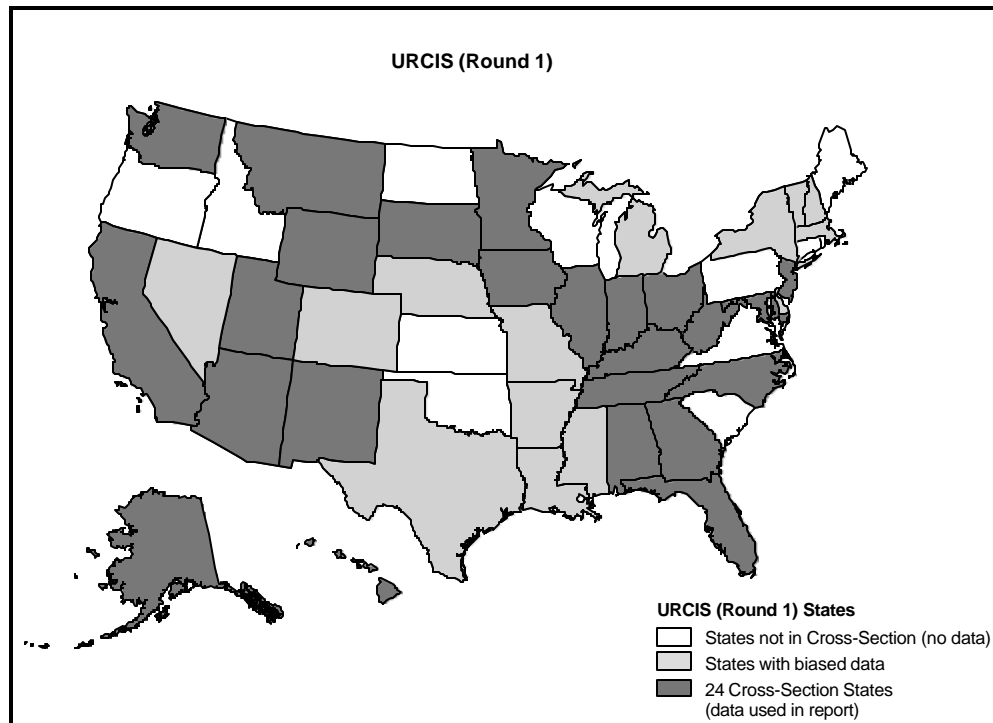 URCIS (Round 1)
URCIS (Round 1) States
States not in Cross-Section (no data)
States with biased data
24 Cross-Section States
(data used in report)